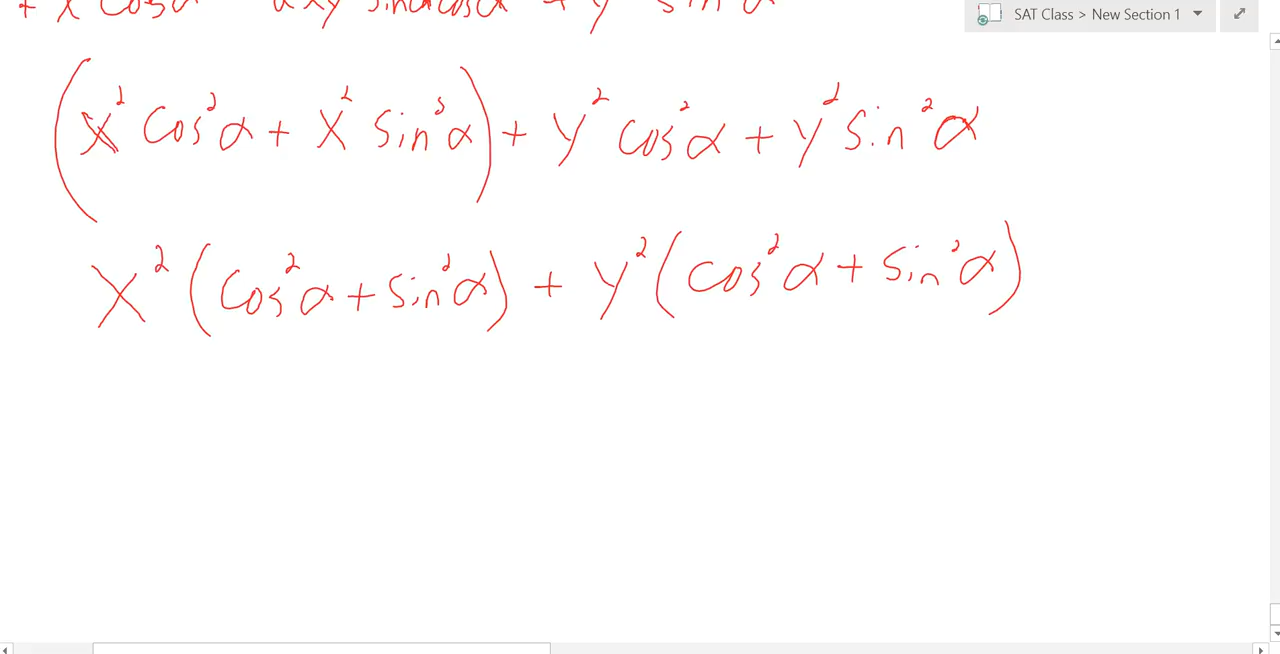 SAT Class > New Section 1
(x² cos²α + x² sin²α) + y² cos²α + y² sin²α
x² (cos²α + sin²α) + y² (cos²α + sin²α)